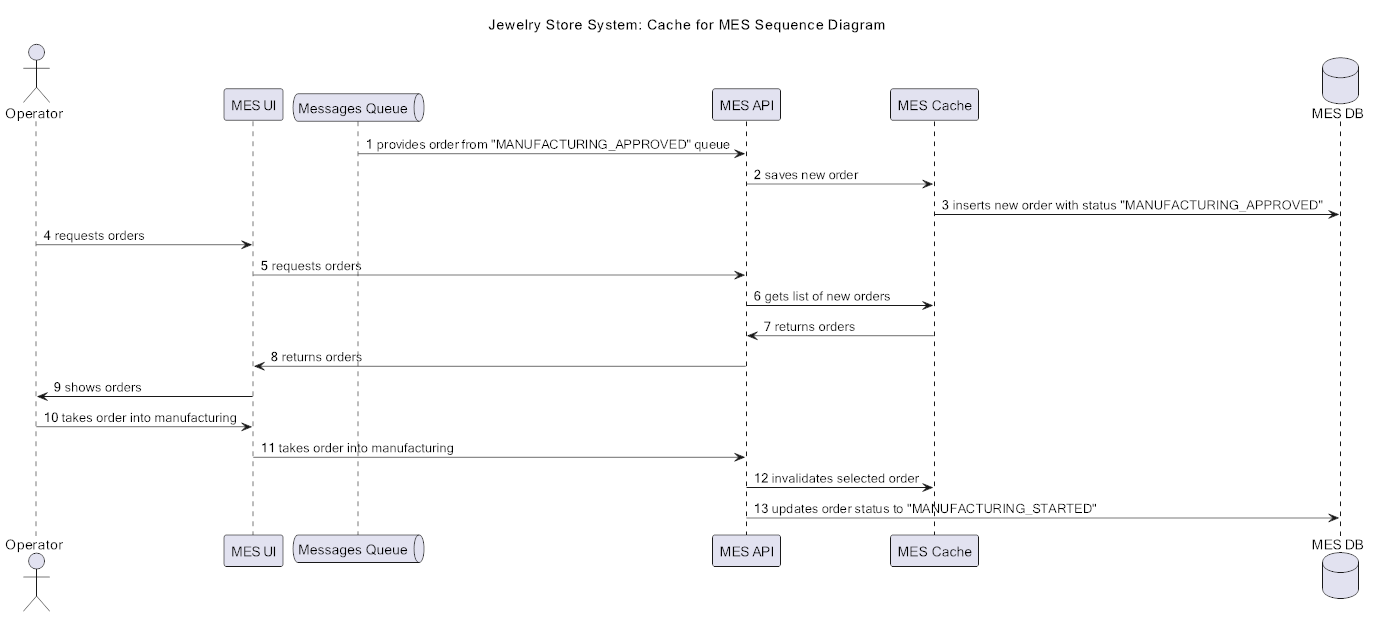 Jewelry Store System: Cache for MES Sequence Diagram
Operator
MES UI
Messages Queue
MES API
MES Cache
MES DB
1 provides order from "MANUFACTURING_APPROVED" queue
2 saves new order
3 inserts new order with status "MANUFACTURING_APPROVED"
4 requests orders
5 requests orders
6 gets list of new orders
7 returns orders
8 returns orders
9 shows orders
10 takes order into manufacturing
11 takes order into manufacturing
12 invalidates selected order
13 updates order status to "MANUFACTURING_STARTED"
Operator
MES UI
Messages Queue
MES API
MES Cache
MES DB